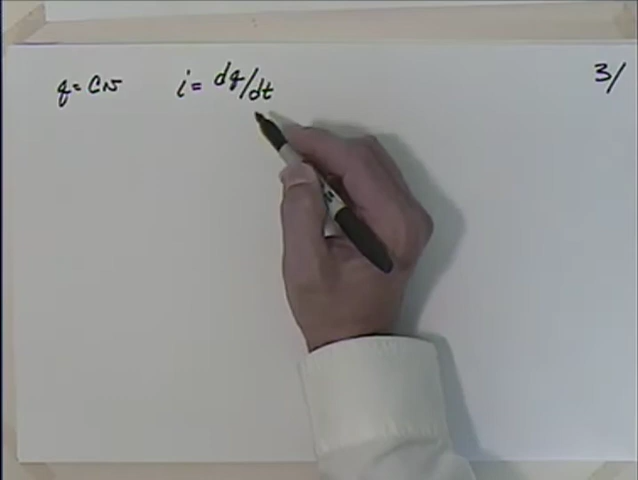 q = Cv i = dq/dt 3/